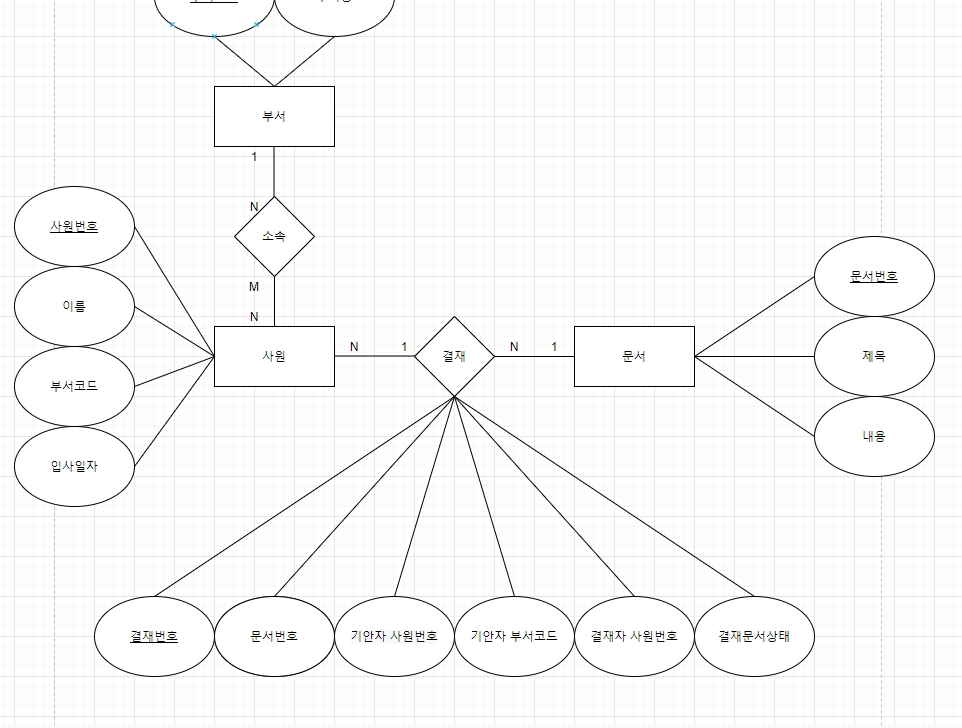 부서
1
N
소속
M
N
사원번호
이름
부서코드
입사일자
사원
N
1
결재
N
1
문서
문서번호
제목
내용
결재번호
문서번호
기안자 사원번호
기안자 부서코드
결재자 사원번호
결재문서상태